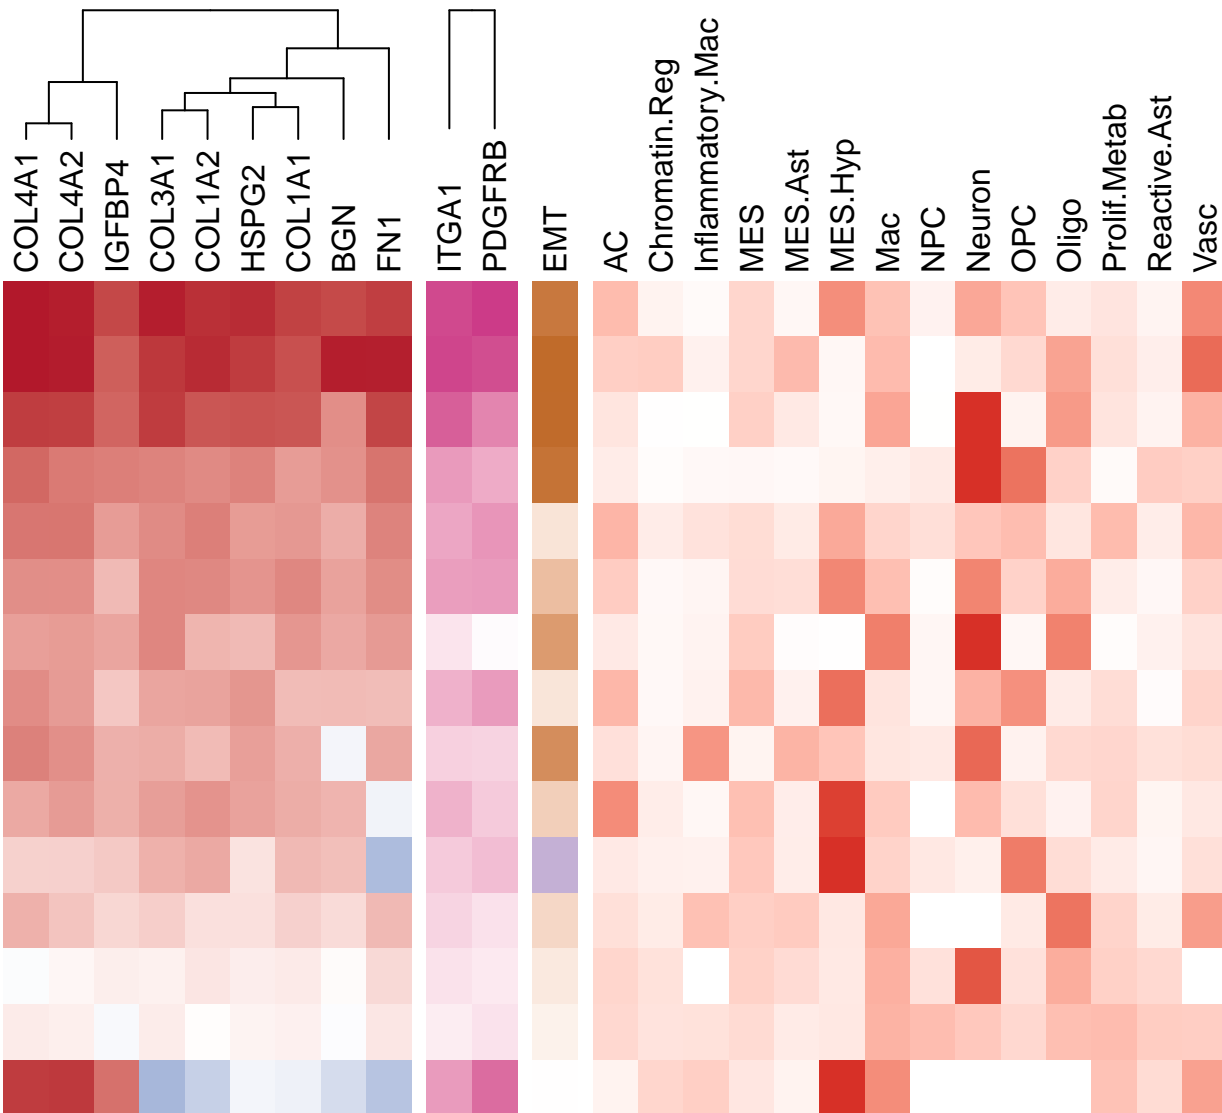 COL4A1
COL4A2
IGFBP4
COL3A1
COL1A2
HSPG2
COL1A1
BGN
FN1
ITGA1
PDGFRB
EMT
AC
Chromatin.Reg
Inflammatory.Mac
MES
MES.Ast
MES.Hyp
Mac
NPC
Neuron
OPC
Oligo
Prolif.Metab
Reactive.Ast
Vasc